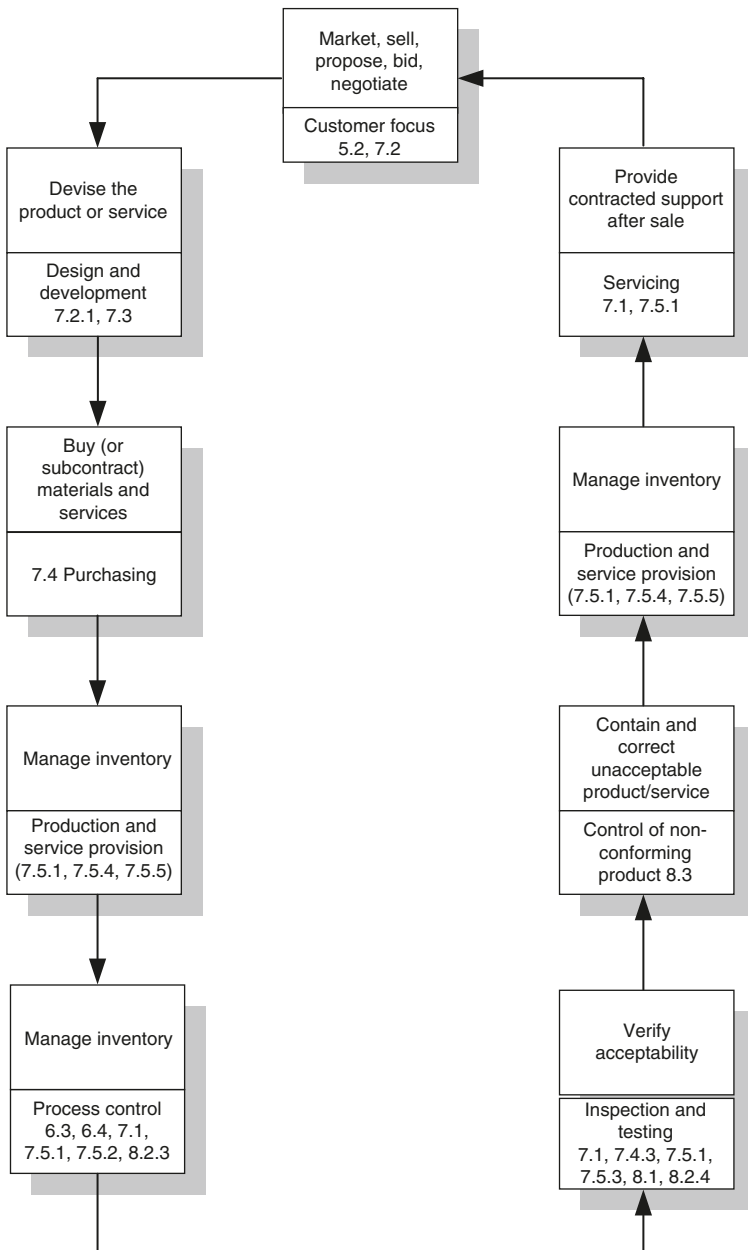 Market, sell,
propose, bid,
negotiate
Customer focus
5.2, 7.2
Devise the
product or service
Design and
development
7.2.1, 7.3
Buy (or
subcontract)
materials and
services
7.4 Purchasing
Manage inventory
Production and
service provision
(7.5.1, 7.5.4, 7.5.5)
Manage inventory
Process control
6.3, 6.4, 7.1,
7.5.1, 7.5.2, 8.2.3
Verify
acceptability
Inspection and
testing
7.1, 7.4.3, 7.5.1,
7.5.3, 8.1, 8.2.4
Contain and
correct
unacceptable
product/service
Control of non-
conforming
product 8.3
Manage inventory
Production and
service provision
(7.5.1, 7.5.4, 7.5.5)
Provide
contracted support
after sale
Servicing
7.1, 7.5.1